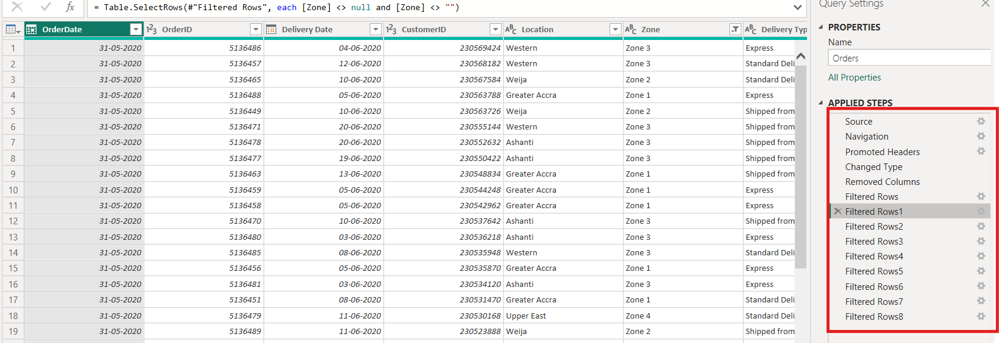 = Table.SelectRows(#"Filtered Rows", each [Zone] <> null and [Zone] <> "")
OrderDate 1²3 OrderID Delivery Date 1²3 CustomerID ABC Location ABC Zone ABC Delivery Typ
1 31-05-2020 5136486 04-06-2020 230569424 Western Zone 3 Express
2 31-05-2020 5136457 12-06-2020 230568182 Western Zone 3 Standard Deli
3 31-05-2020 5136465 10-06-2020 230567584 Weija Zone 2 Standard Deli
4 31-05-2020 5136488 05-06-2020 230563788 Greater Accra Zone 1 Express
5 31-05-2020 5136449 10-06-2020 230563726 Weija Zone 2 Shipped from
6 31-05-2020 5136471 20-06-2020 230555144 Western Zone 3 Shipped from
7 31-05-2020 5136478 20-06-2020 230552632 Ashanti Zone 3 Shipped from
8 31-05-2020 5136477 19-06-2020 230550422 Ashanti Zone 3 Shipped from
9 31-05-2020 5136463 13-06-2020 230548834 Greater Accra Zone 1 Shipped from
10 31-05-2020 5136459 05-06-2020 230544248 Greater Accra Zone 1 Express
11 31-05-2020 5136458 05-06-2020 230542962 Greater Accra Zone 1 Express
12 31-05-2020 5136470 10-06-2020 230537642 Ashanti Zone 3 Shipped from
13 31-05-2020 5136480 03-06-2020 230536218 Ashanti Zone 3 Express
14 31-05-2020 5136485 08-06-2020 230535948 Western Zone 3 Standard Deli
15 31-05-2020 5136456 05-06-2020 230535870 Greater Accra Zone 1 Express
16 31-05-2020 5136481 03-06-2020 230534120 Ashanti Zone 3 Express
17 31-05-2020 5136451 08-06-2020 230531470 Greater Accra Zone 1 Standard Deli
18 31-05-2020 5136479 11-06-2020 230530168 Upper East Zone 4 Standard Deli
19 31-05-2020 5136489 11-06-2020 230523888 Weija Zone 2 Shipped from
Query Settings
PROPERTIES
Name
Orders
All Properties
APPLIED STEPS
Source
Navigation
Promoted Headers
Changed Type
Removed Columns
Filtered Rows
Filtered Rows1
Filtered Rows2
Filtered Rows3
Filtered Rows4
Filtered Rows5
Filtered Rows6
Filtered Rows7
Filtered Rows8